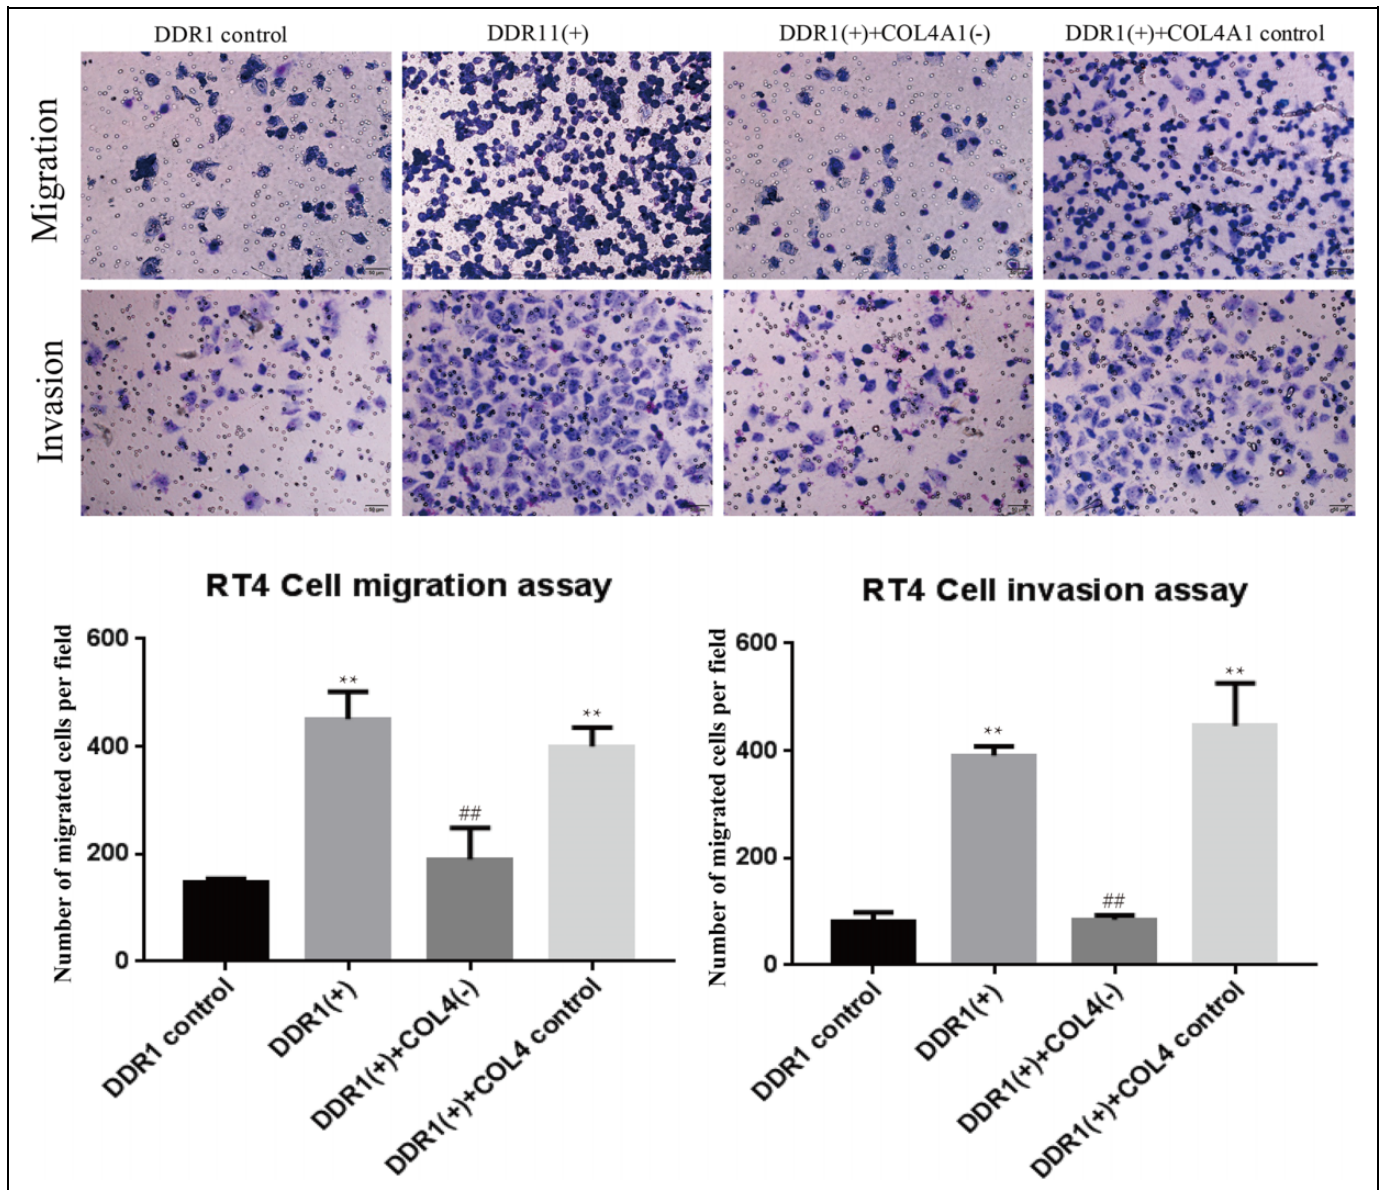 DDR1 control
DDR11(+)
DDR1(+)+COL4A1(-)
DDR1(+)+COL4A1 control
Migration
Invasion
RT4 Cell migration assay
Number of migrated cells per field
600
400
200
0
**
##
**
DDR1 control
DDR1(+)
DDR1(+)+COL4(-)
DDR1(+)+COL4 control
RT4 Cell invasion assay
Number of migrated cells per field
600
400
200
0
**
##
**
DDR1 control
DDR1(+)
DDR1(+)+COL4(-)
DDR1(+)+COL4 control